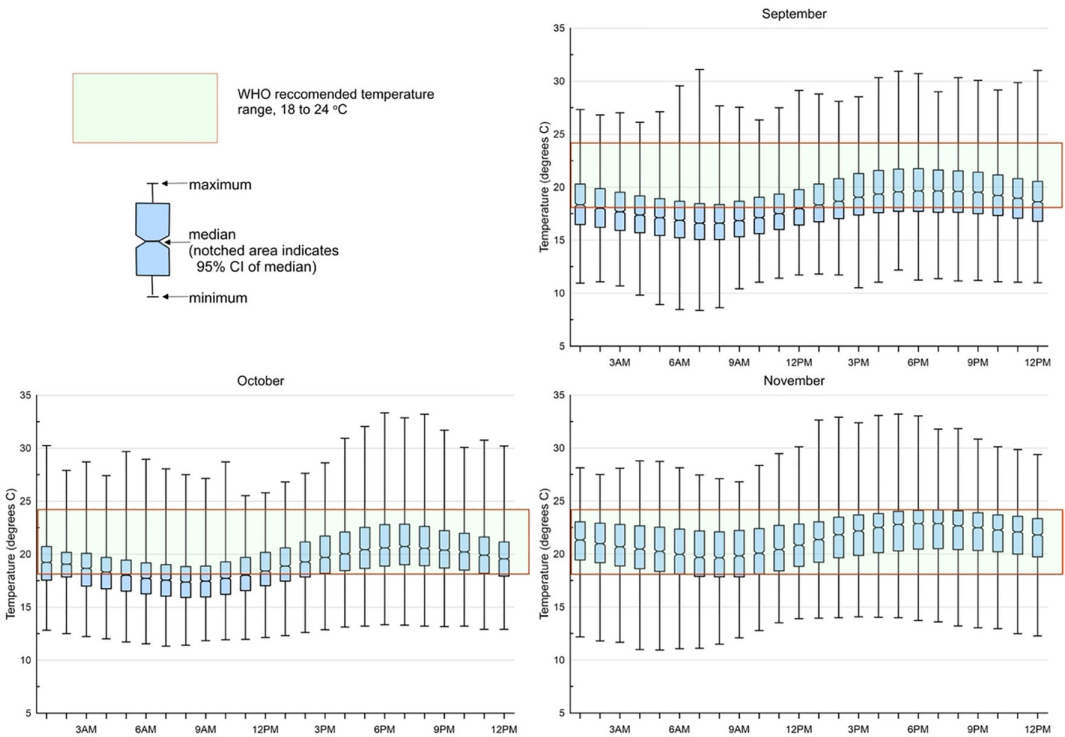 September
WHO reccomended temperature
range, 18 to 24 °C
maximum
median
(notched area indicates
95% CI of median)
minimum
Temperature (degrees C)
35
30
25
20
15
10
5
3AM 6AM 9AM 12PM 3PM 6PM 9PM 12PM
October
Temperature (degrees C)
35
30
25
20
15
10
5
3AM 6AM 9AM 12PM 3PM 6PM 9PM 12PM
November
Temperature (degrees C)
35
30
25
20
15
10
5
3AM 6AM 9AM 12PM 3PM 6PM 9PM 12PM